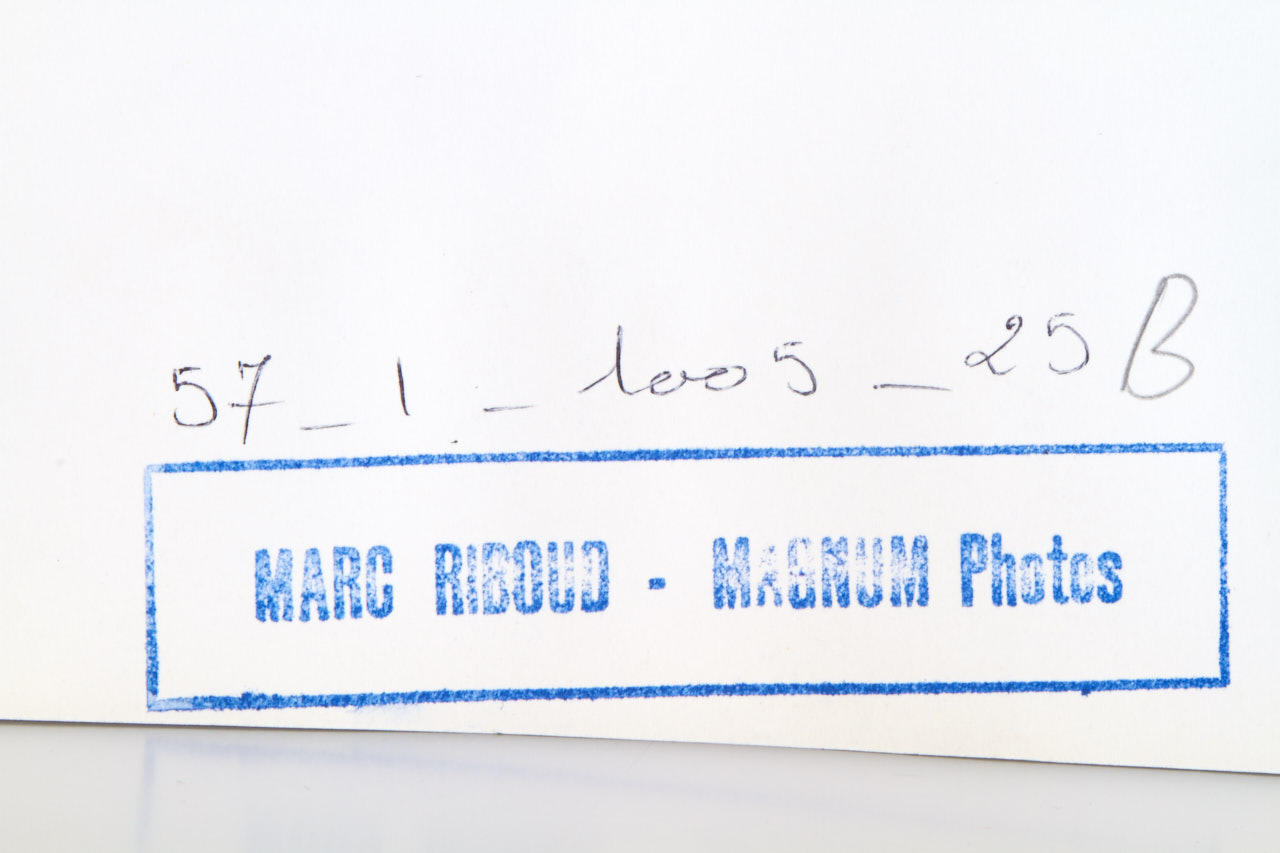 57_1_1005_25B
MARC RIBOUD - MAGNUM Photos